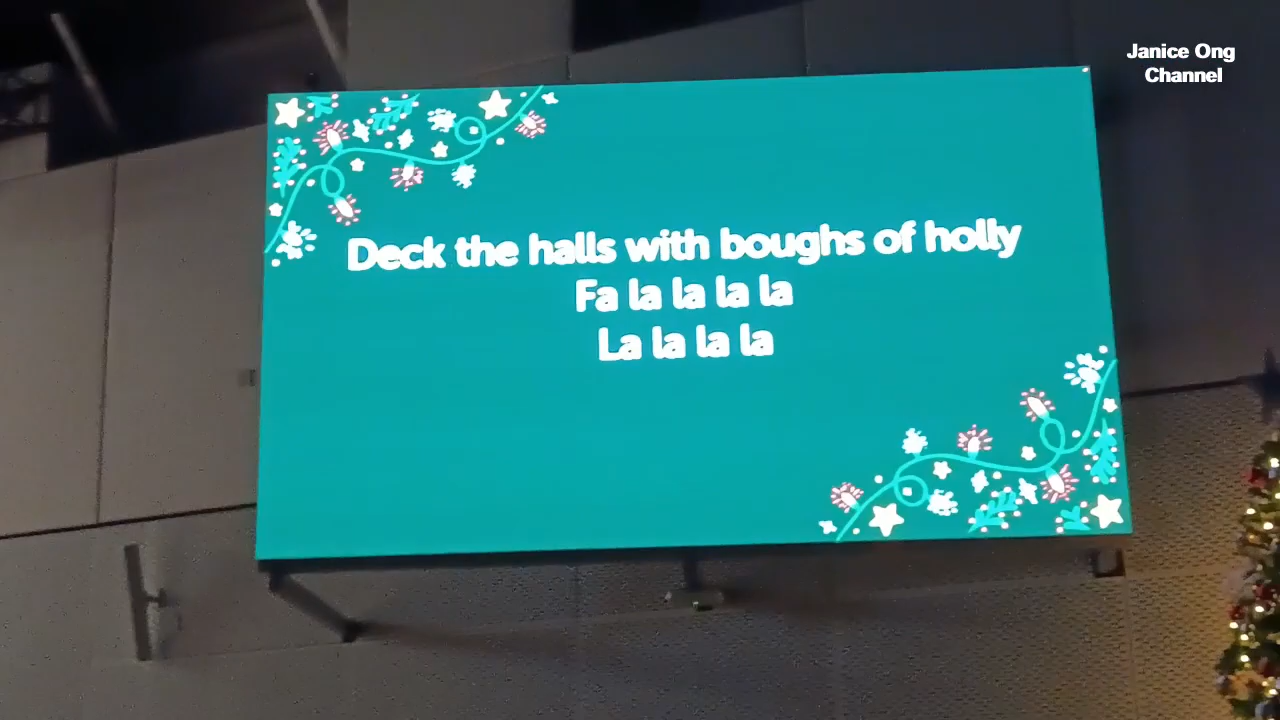 Janice Ong
Channel
Deck the halls with boughs of holly
Fa la la la la
La la la la